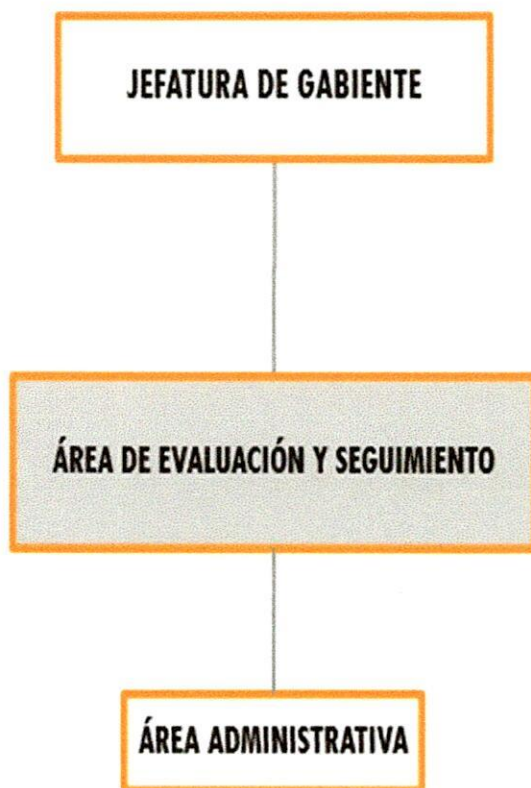 JEFATURA DE GABIENTE
ÁREA DE EVALUACIÓN Y SEGUIMIENTO
ÁREA ADMINISTRATIVA